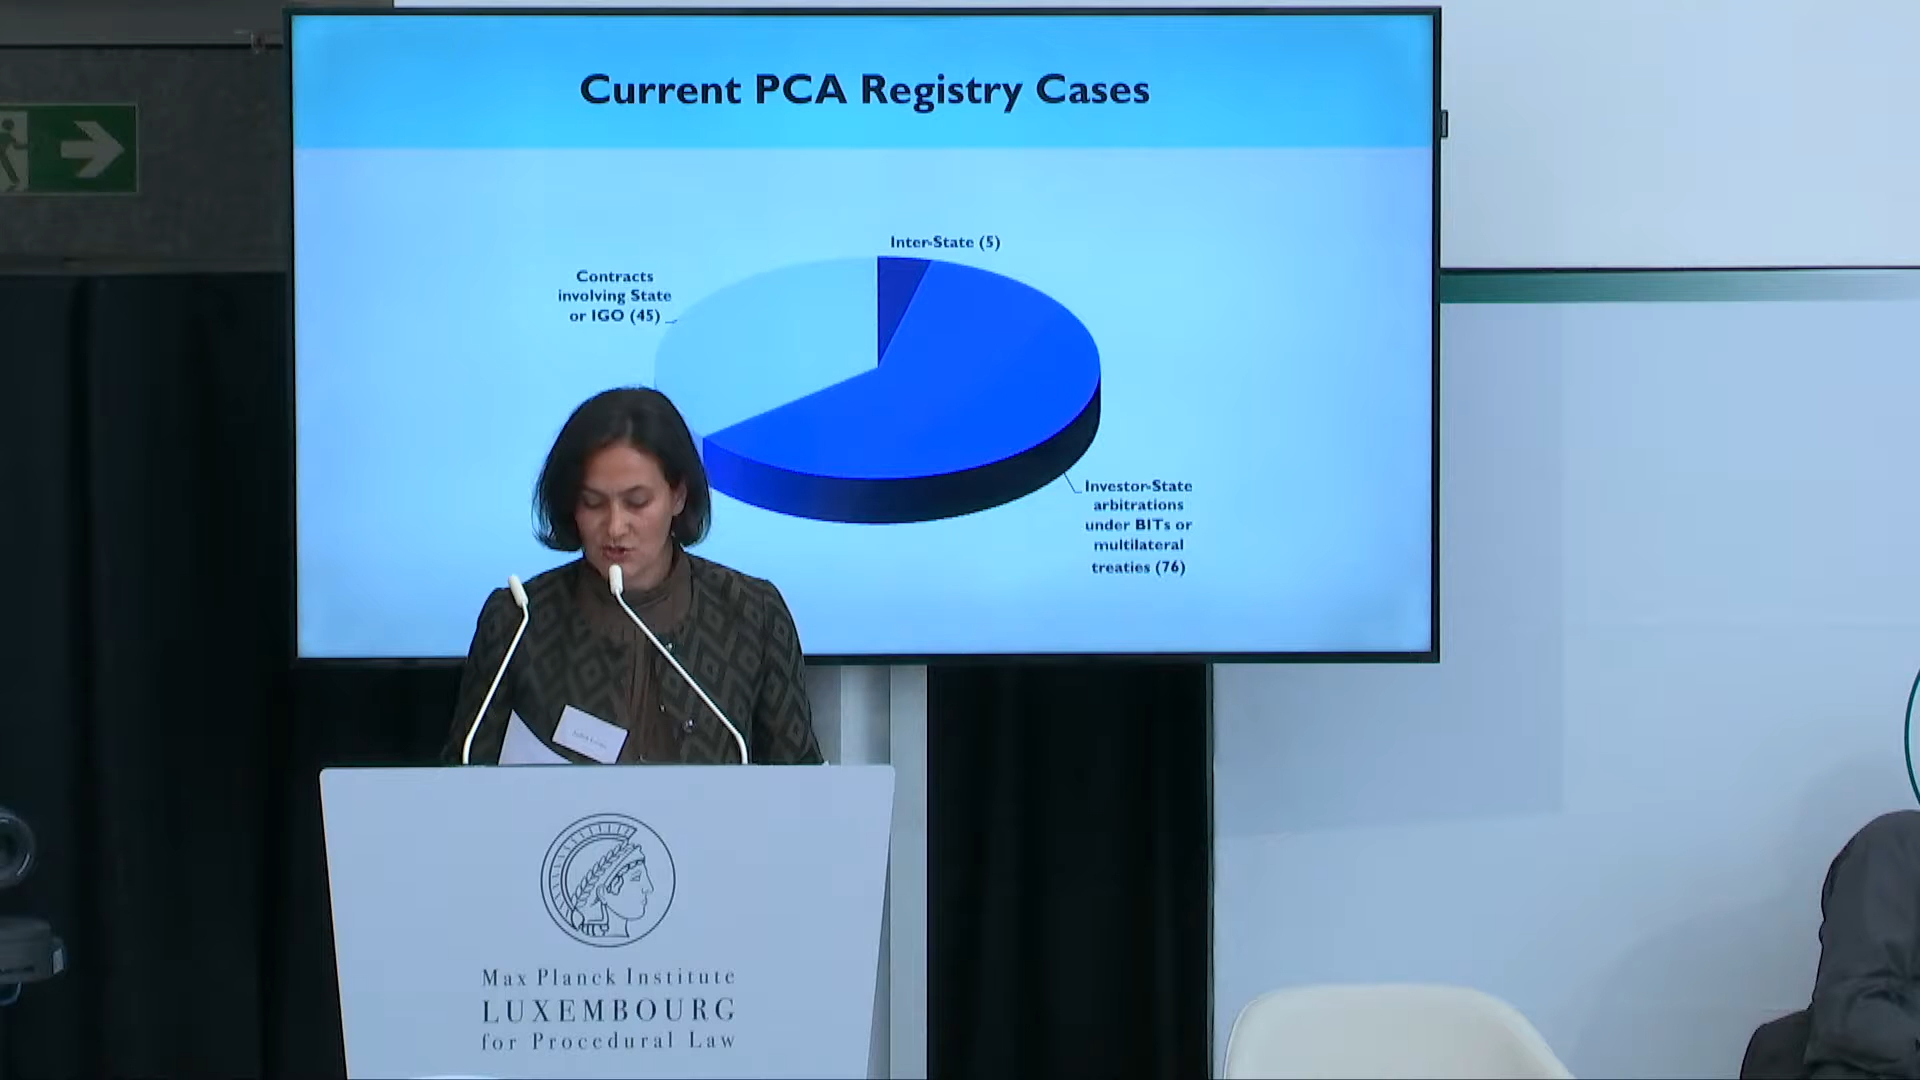 Current PCA Registry Cases
Inter-State (5)
Contracts
involving State
or IGO (45)
Investor-State
arbitrations
under BITs or
multilateral
treaties (76)
Max Planck Institute
LUXEMBOURG
for Procedural Law